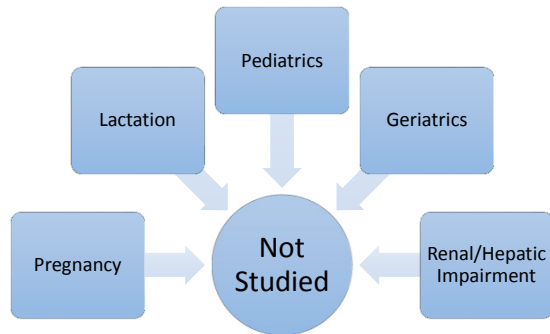 Pediatrics
Lactation
Geriatrics
Pregnancy
Not
Studied
Renal/Hepatic
Impairment